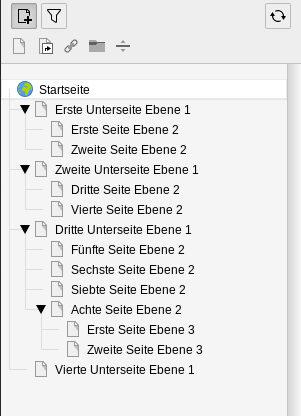 Startseite
Erste Unterseite Ebene 1
Erste Seite Ebene 2
Zweite Seite Ebene 2
Zweite Unterseite Ebene 1
Dritte Seite Ebene 2
Vierte Seite Ebene 2
Dritte Unterseite Ebene 1
Fünfte Seite Ebene 2
Sechste Seite Ebene 2
Siebte Seite Ebene 2
Achte Seite Ebene 2
Erste Seite Ebene 3
Zweite Seite Ebene 3
Vierte Unterseite Ebene 1